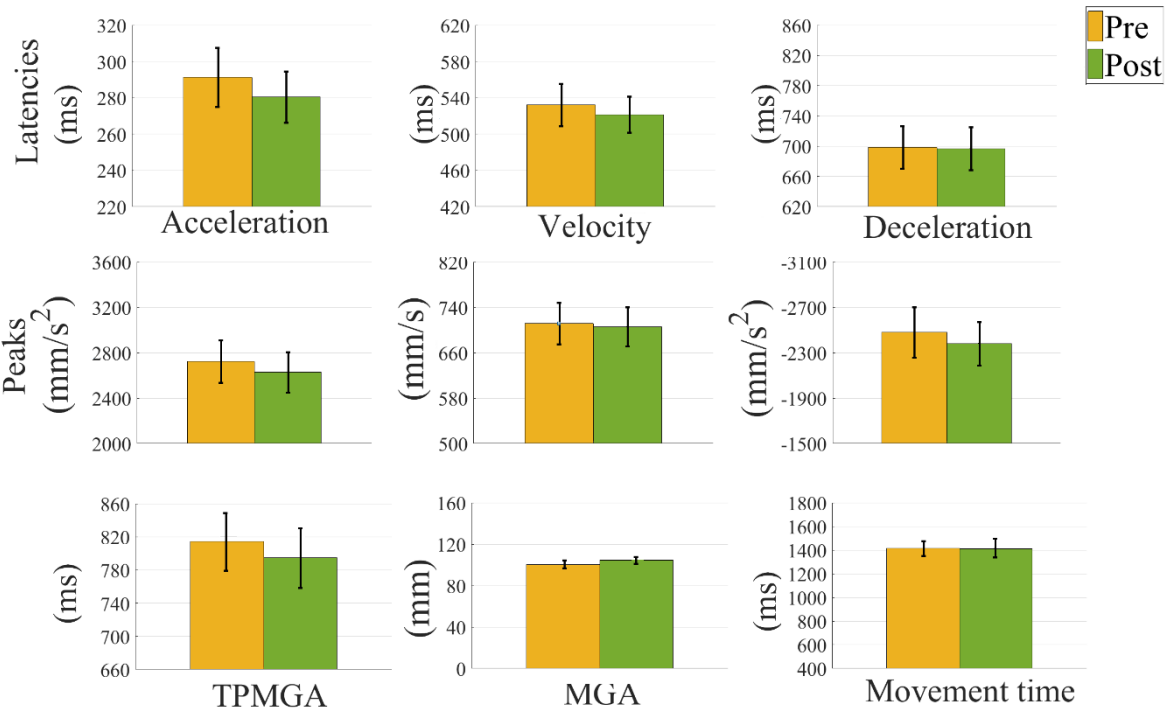 Pre
Post
Latencies
(ms)
320
300
280
260
240
220
Acceleration
(ms)
620
580
540
500
460
420
Velocity
(ms)
860
820
780
740
700
660
620
Deceleration
Peaks
(mm/s²)
3600
3200
2800
2400
2000
(mm/s)
820
740
660
580
500
(mm/s²)
-3100
-2700
-2300
-1900
-1500
(ms)
860
820
780
740
700
660
TPMGA
(mm)
160
120
80
40
0
MGA
(ms)
1800
1600
1400
1200
1000
800
600
400
Movement time